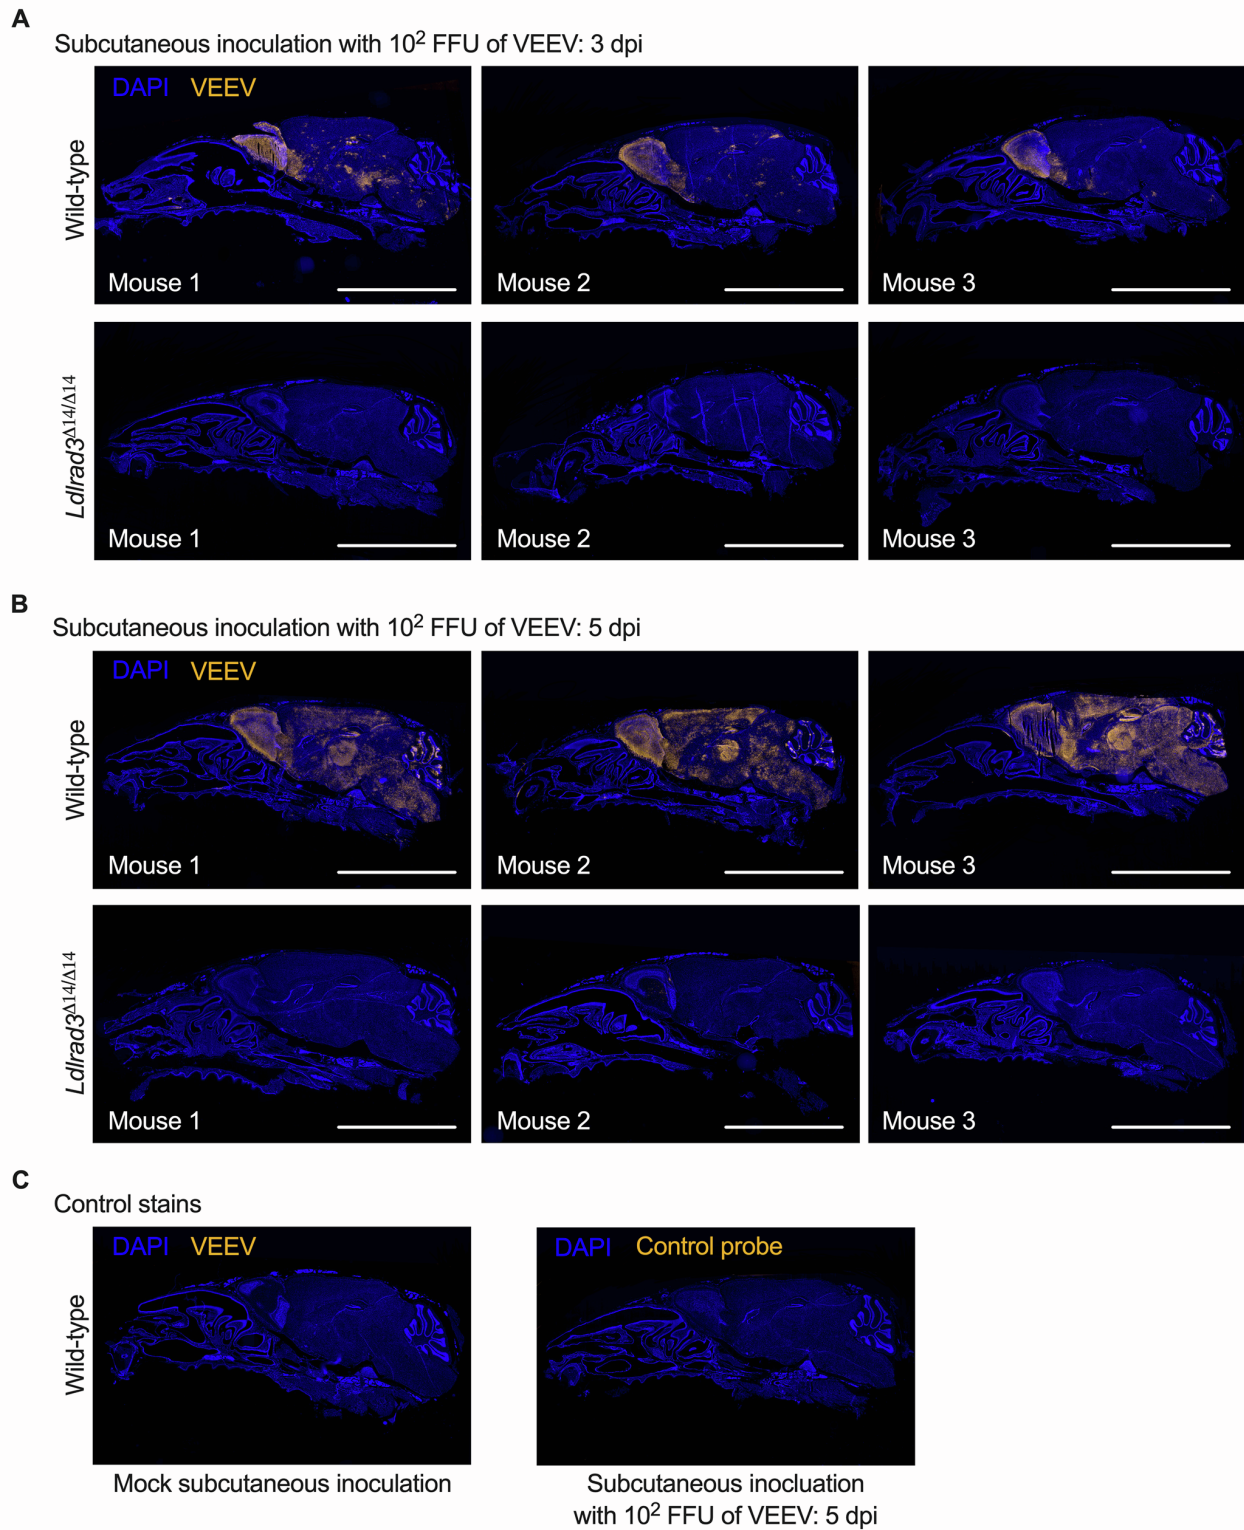 A
Subcutaneous inoculation with 10² FFU of VEEV: 3 dpi
Wild-type
DAPI VEEV
Mouse 1
Mouse 2
Mouse 3
Ldlrad3Δ14/Δ14
Mouse 1
Mouse 2
Mouse 3
B
Subcutaneous inoculation with 10² FFU of VEEV: 5 dpi
Wild-type
DAPI VEEV
Mouse 1
Mouse 2
Mouse 3
Ldlrad3Δ14/Δ14
Mouse 1
Mouse 2
Mouse 3
C
Control stains
Wild-type
DAPI VEEV
DAPI Control probe
Mock subcutaneous inoculation
Subcutaneous inocluation
with 10² FFU of VEEV: 5 dpi